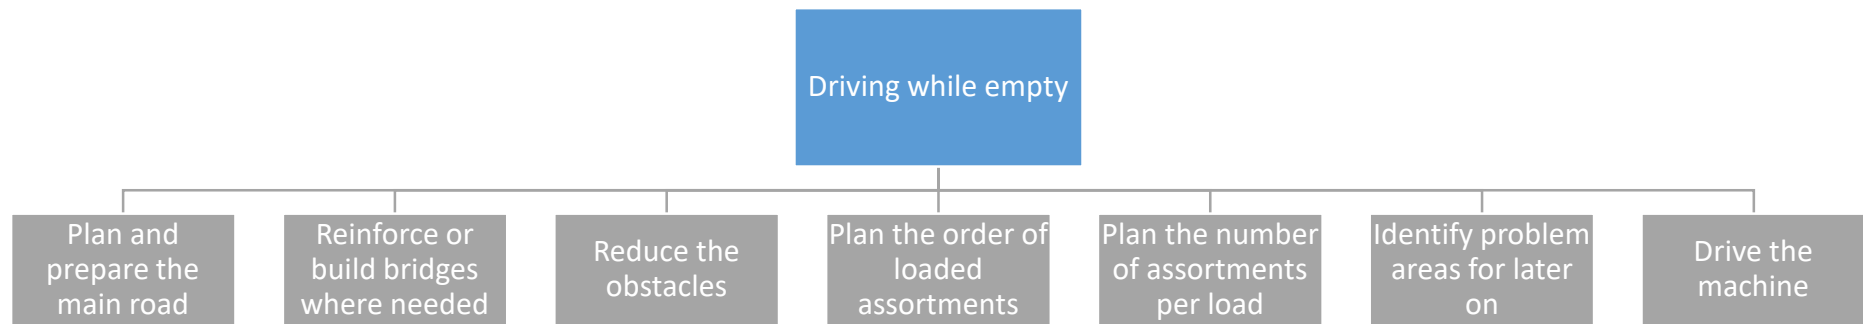 Driving while empty
Plan and
prepare the
main road
Reinforce or
build bridges
where needed
Reduce the
obstacles
Plan the order of
loaded
assortments
Plan the number
of assortments
per load
Identify problem
areas for later
on
Drive the
machine